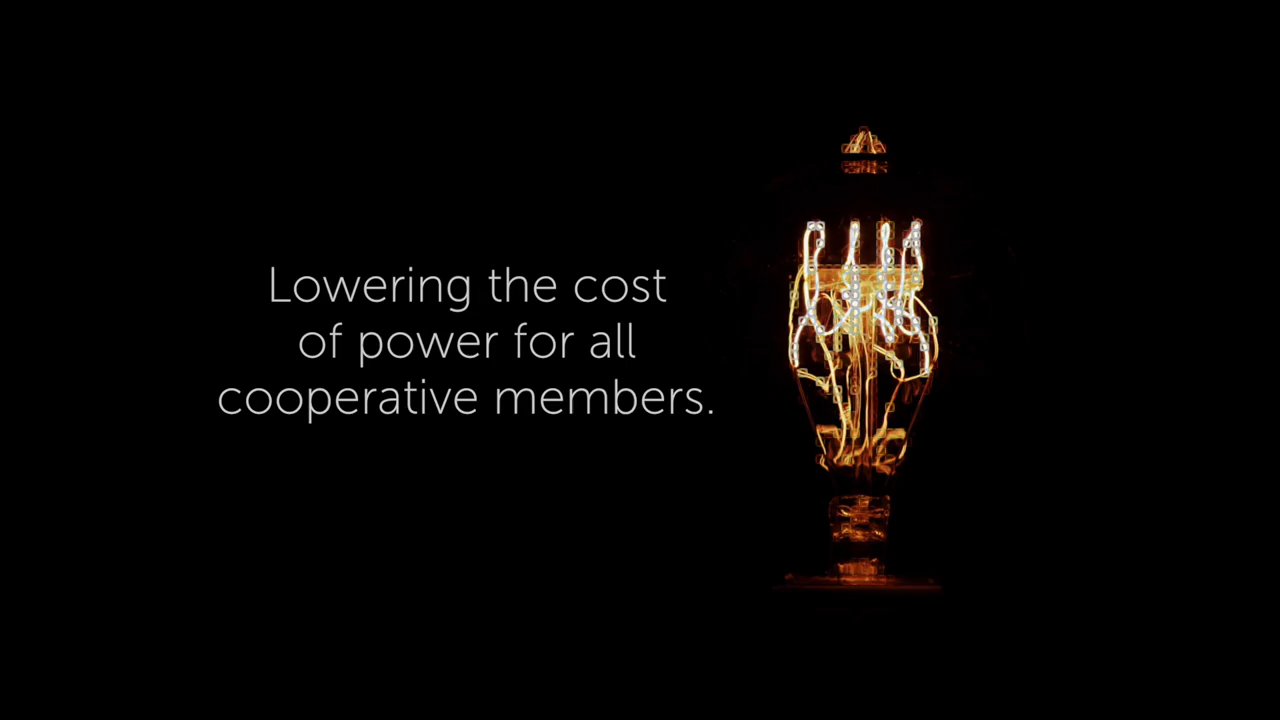 Lowering the cost
of power for all
cooperative members.